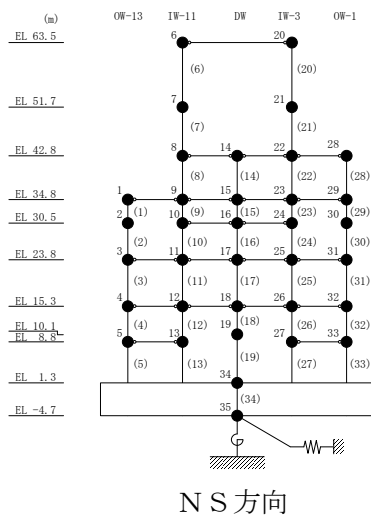 (m) OW-13 IW-11 DW IW-3 OW-1
EL 63.5 6 20
(6) (20)
EL 51.7 7 21
(7) (21)
EL 42.8 8 14 22 28
(8) (14) (22) (28)
EL 34.8 1 9 15 23 29
(1) (9) (15) (23) (29)
EL 30.5 2 10 16 24 30
(2) (10) (16) (24) (30)
EL 23.8 3 11 17 25 31
(3) (11) (17) (25) (31)
EL 15.3 4 12 18 26 32
(4) (12) (18) (26) (32)
EL 10.1 19
EL 8.8 5 13 27 33
(5) (13) (19) (27) (33)
EL 1.3 34
(34)
EL -4.7 35
NS方向